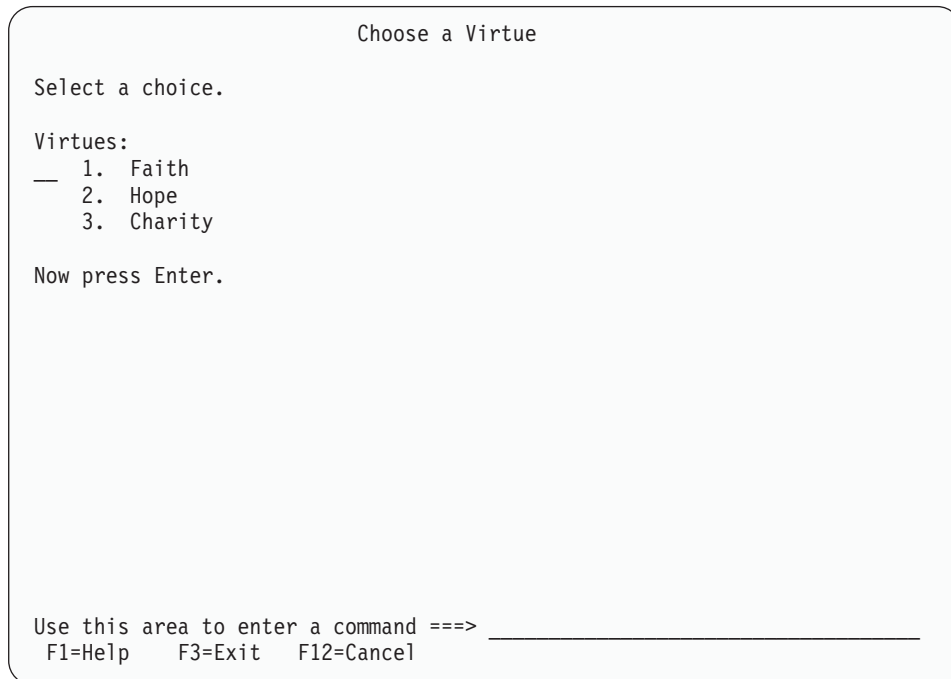 Choose a Virtue
Select a choice.
Virtues:
__ 1. Faith
2. Hope
3. Charity
Now press Enter.
Use this area to enter a command ===> ____________________________________
F1=Help F3=Exit F12=Cancel